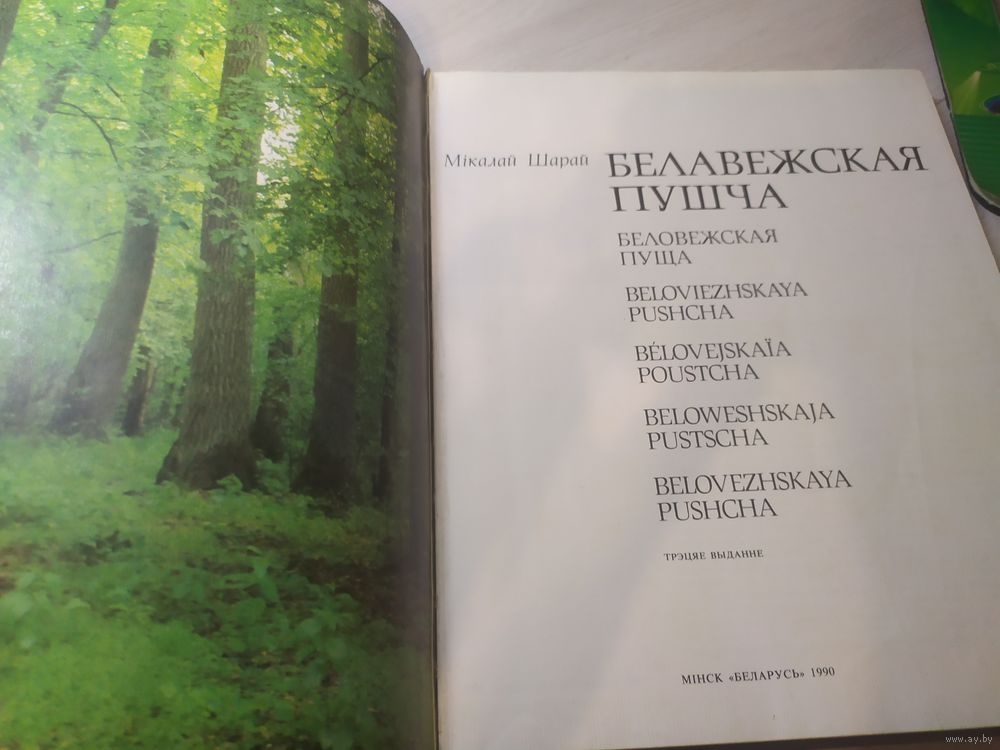 Мікалай Шарай
БЕЛАВЕЖСКАЯ
ПУШЧА
БЕЛОВЕЖСКАЯ
ПУЩА
BELOVIEZHSKAYA
PUSHCHA
BÉLOVEJSKAÏA
POUSTCHA
BELOWESHSKAJA
PUSTSCHA
BELOVEZHSKAYA
PUSHCHA
ТРЭЦЯЕ ВЫДАННЕ
МІНСК «БЕЛАРУСЬ» 1990
www.ay.by